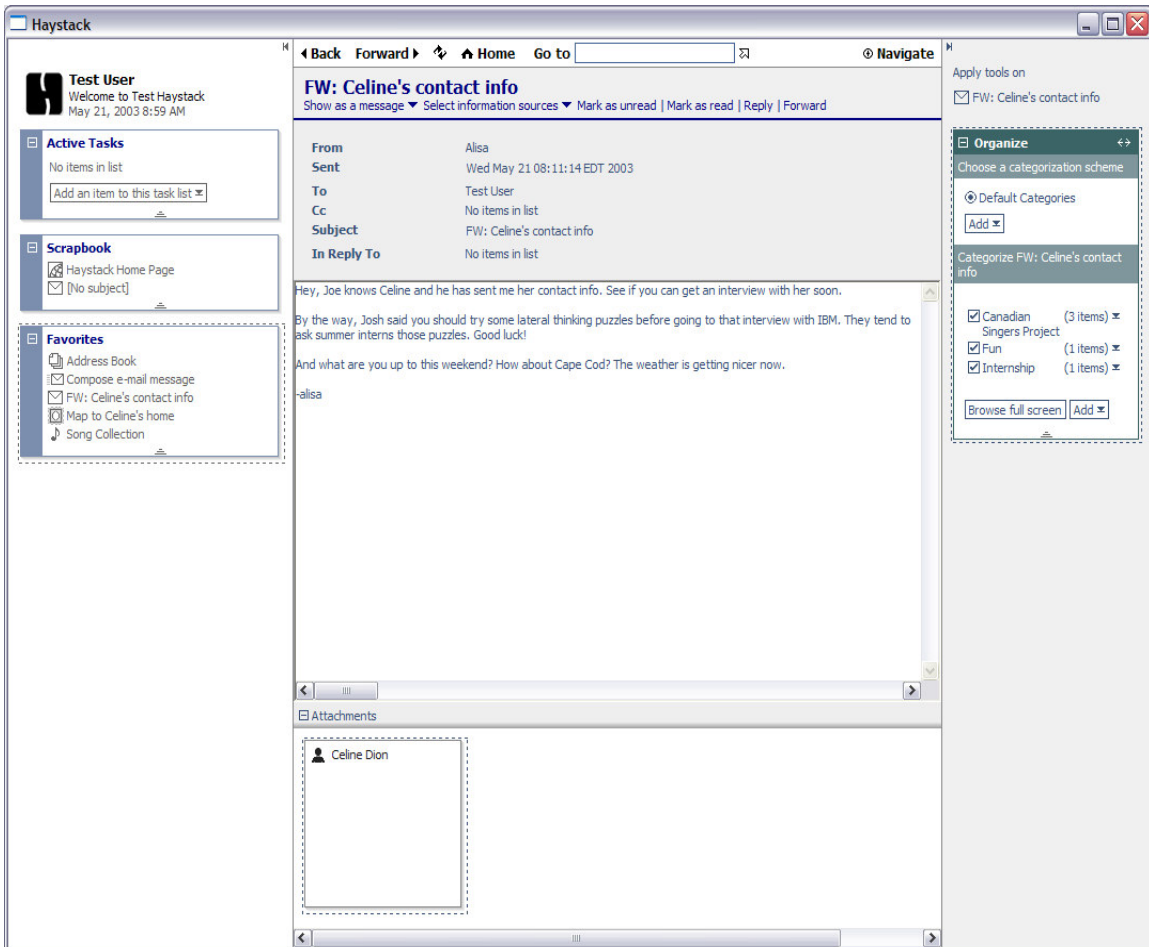 Haystack
Test User
Welcome to Test Haystack
May 21, 2003 8:59 AM
Active Tasks
No items in list
Add an item to this task list
Scrapbook
Haystack Home Page
[No subject]
Favorites
Address Book
Compose e-mail message
FW: Celine's contact info
Map to Celine's home
Song Collection
Back Forward Home Go to Navigate
FW: Celine's contact info
Show as a message Select information sources Mark as unread | Mark as read | Reply | Forward
From Alisa
Sent Wed May 21 08:11:14 EDT 2003
To Test User
Cc No items in list
Subject FW: Celine's contact info
In Reply To No items in list
Hey, Joe knows Celine and he has sent me her contact info. See if you can get an interview with her soon.
By the way, Josh said you should try some lateral thinking puzzles before going to that interview with IBM. They tend to
ask summer interns those puzzles. Good luck!
And what are you up to this weekend? How about Cape Cod? The weather is getting nicer now.
-alisa
Attachments
Celine Dion
Apply tools on
FW: Celine's contact info
Organize
Choose a categorization scheme
Default Categories
Add
Categorize FW: Celine's contact
info
Canadian (3 items)
Singers Project
Fun (1 items)
Internship (1 items)
Browse full screen Add